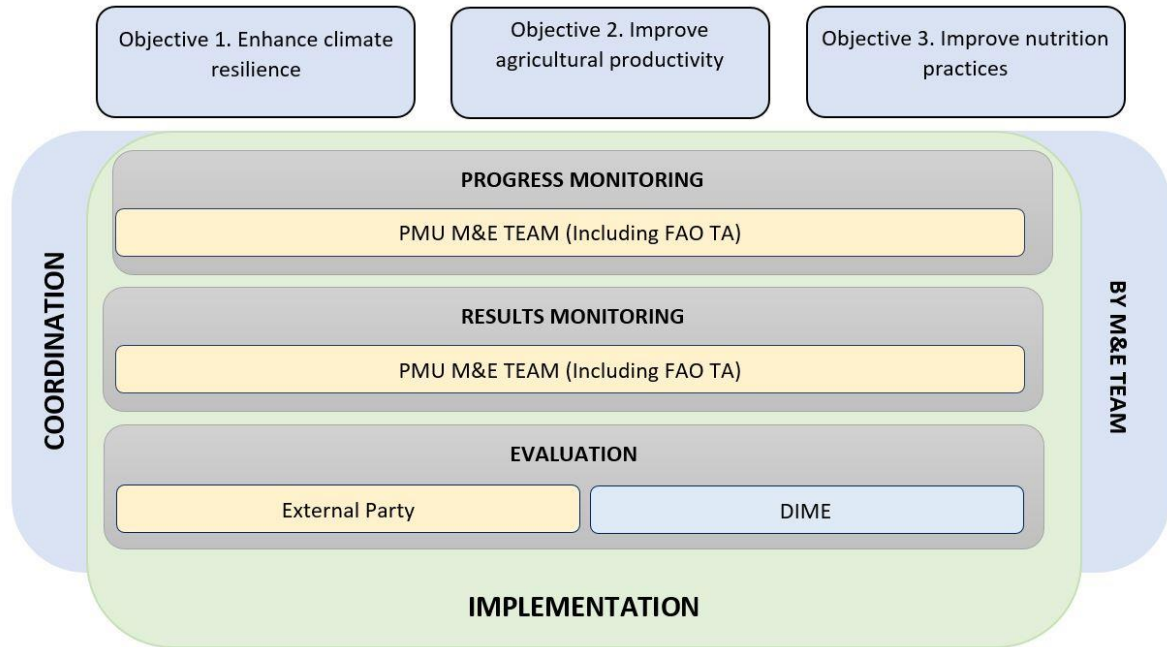 Objective 1. Enhance climate
resilience
Objective 2. Improve
agricultural productivity
Objective 3. Improve nutrition
practices
COORDINATION
PROGRESS MONITORING
PMU M&E TEAM (Including FAO TA)
RESULTS MONITORING
PMU M&E TEAM (Including FAO TA)
EVALUATION
External Party
DIME
IMPLEMENTATION
BY M&E TEAM